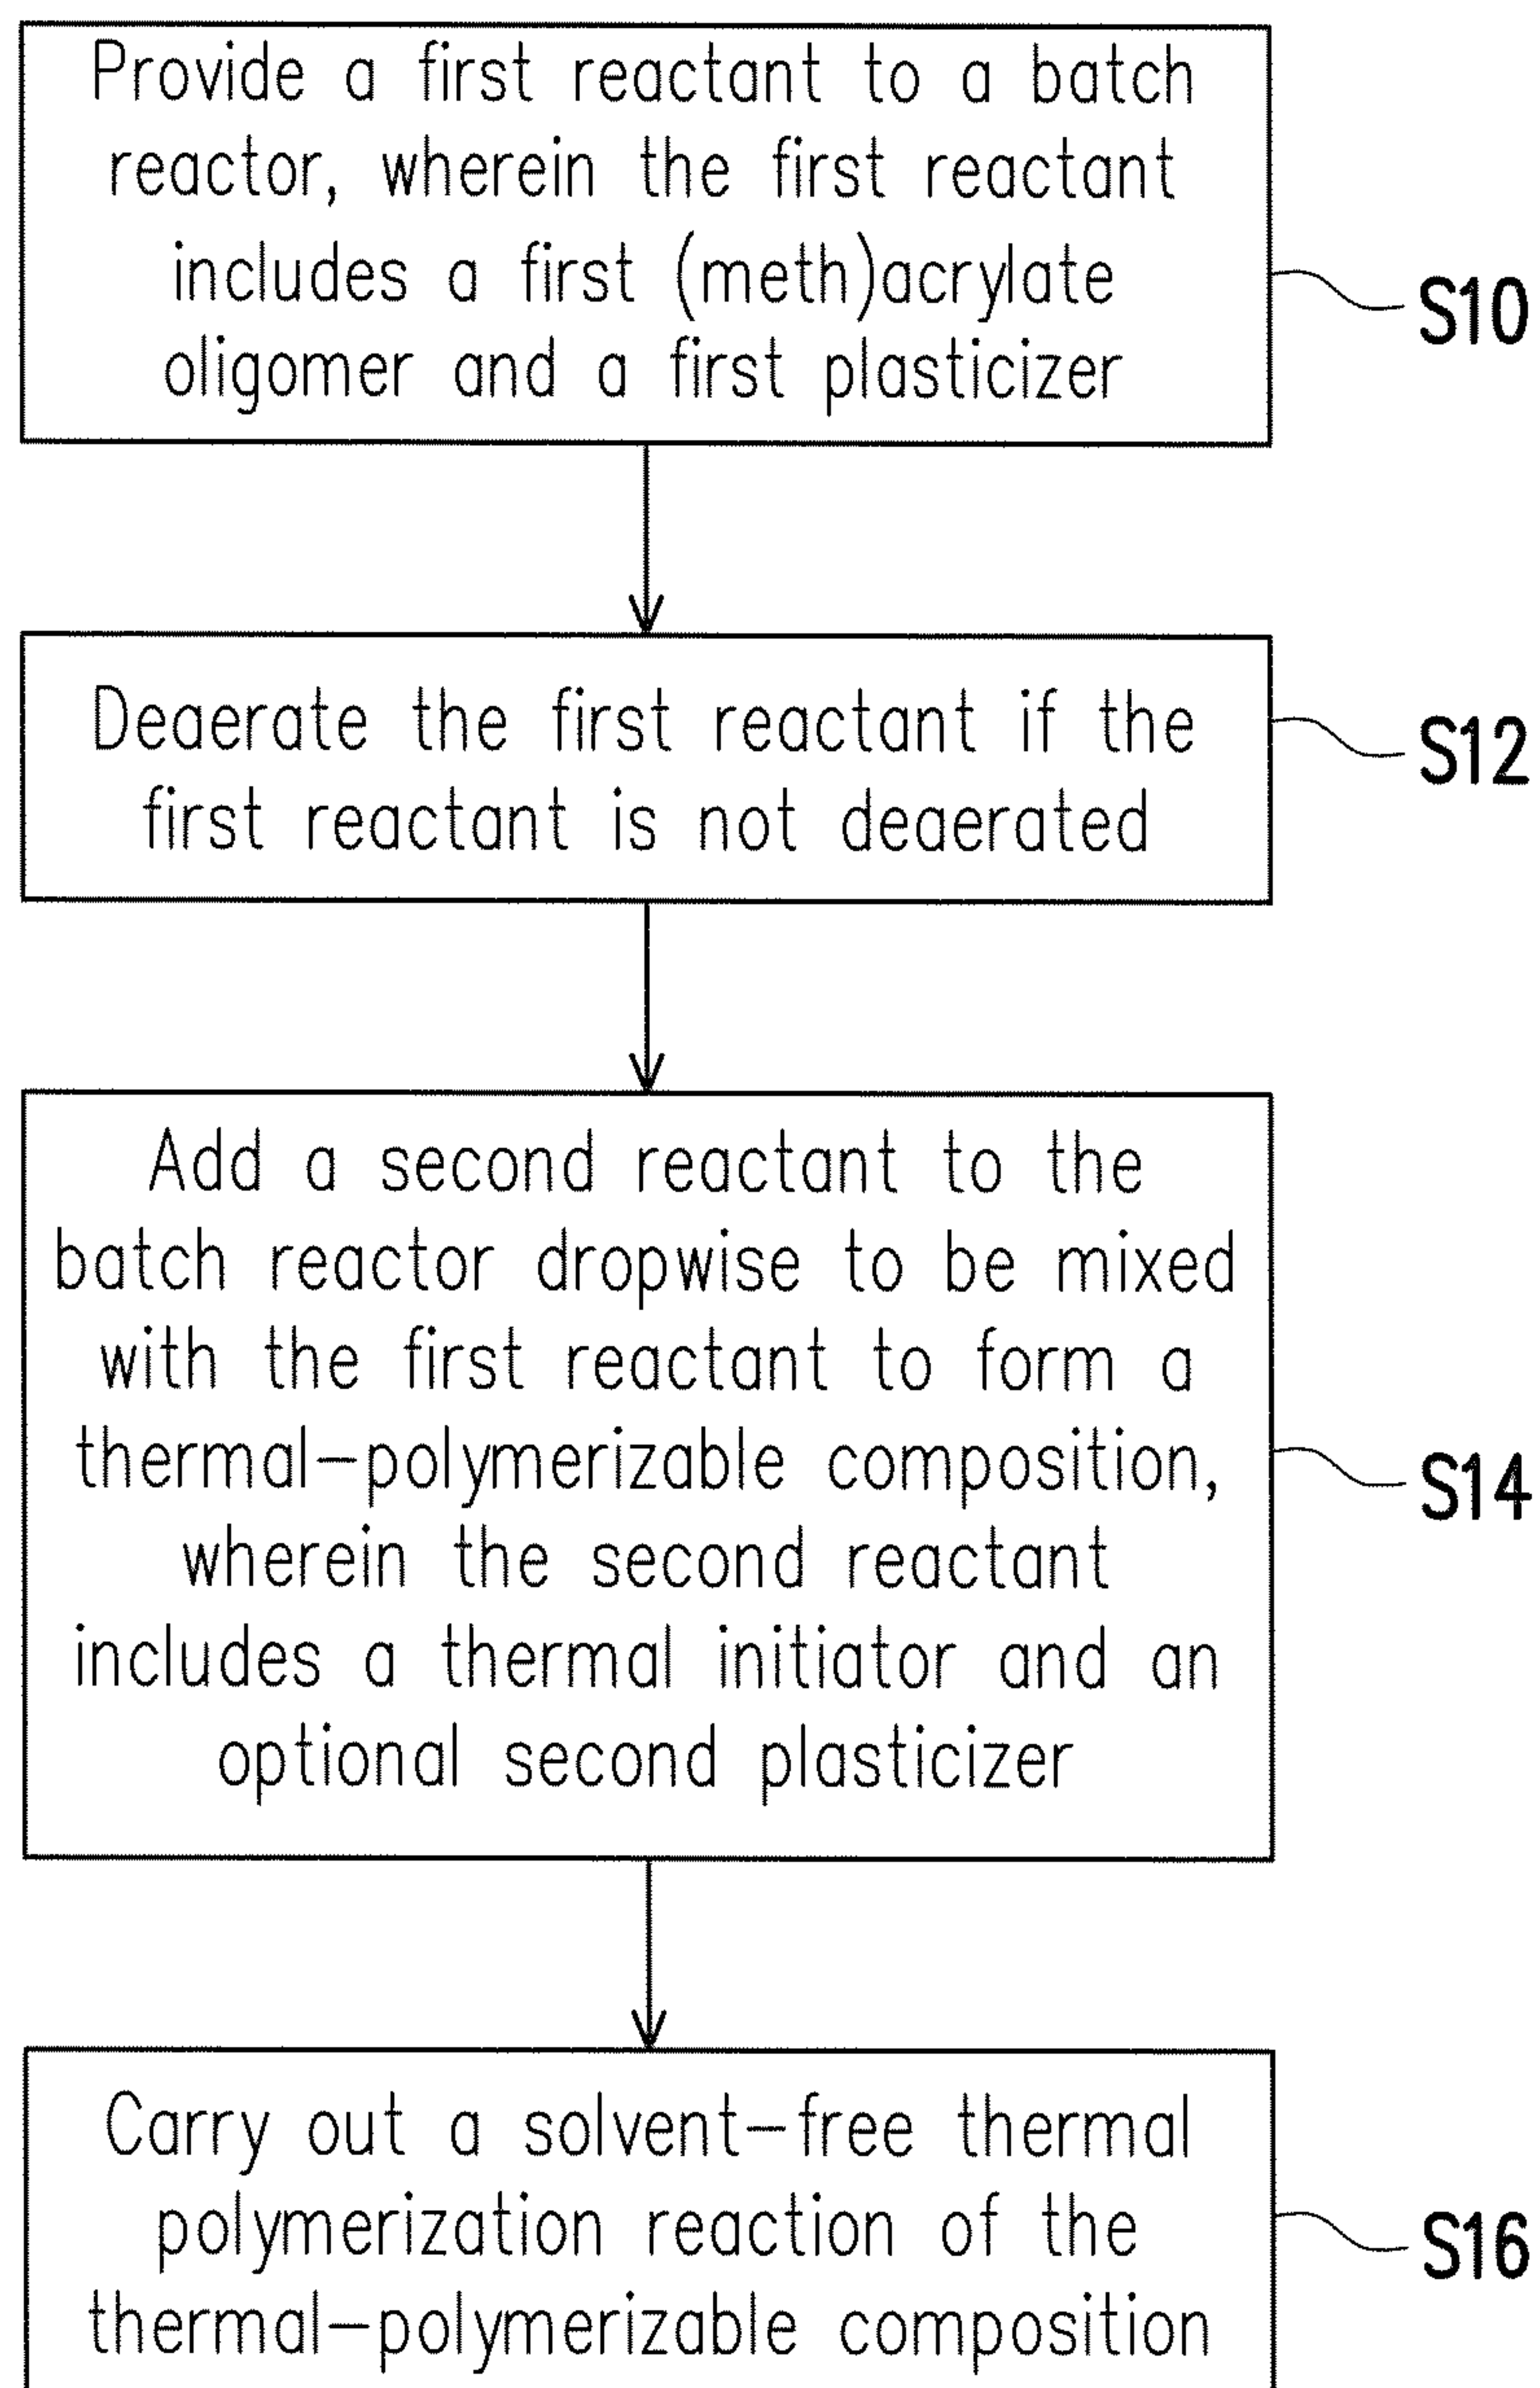 Provide a first reactant to a batch
reactor, wherein the first reactant
includes a first (meth)acrylate
oligomer and a first plasticizer
S10
Deaerate the first reactant if the
first reactant is not deaerated
S12
Add a second reactant to the
batch reactor dropwise to be mixed
with the first reactant to form a
thermal-polymerizable composition,
wherein the second reactant
includes a thermal initiator and an
optional second plasticizer
S14
Carry out a solvent-free thermal
polymerization reaction of the
thermal-polymerizable composition
S16